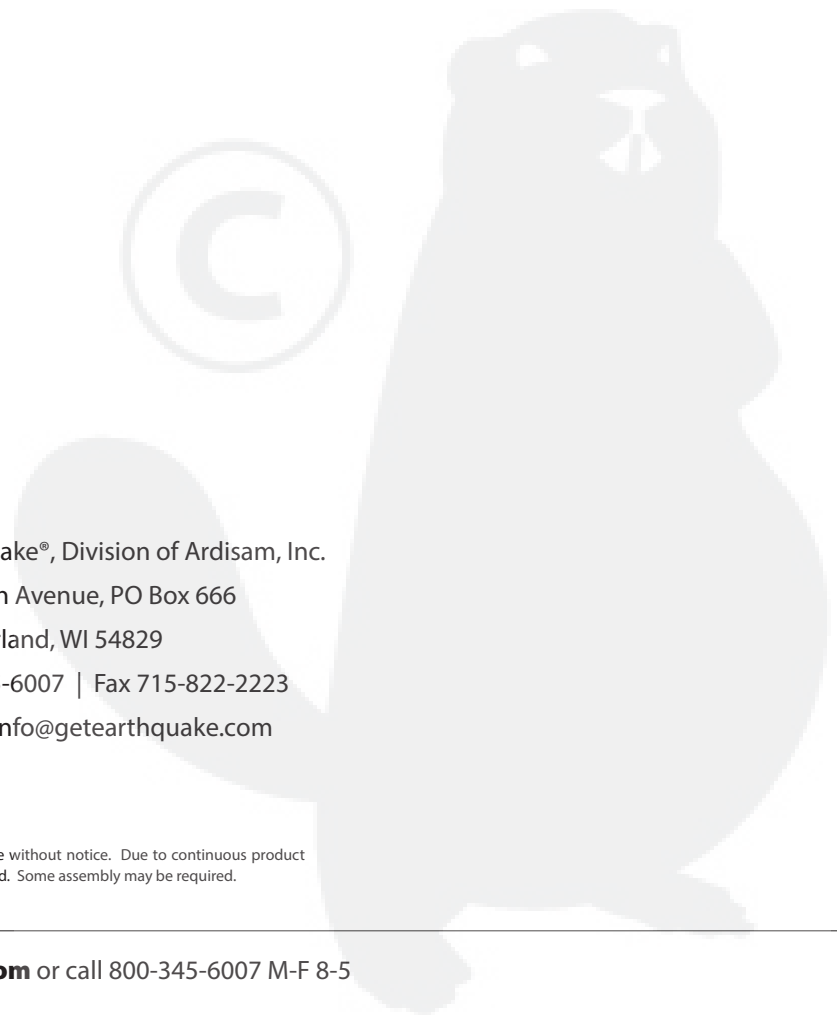 ©
ake®, Division of Ardisam, Inc.
n Avenue, PO Box 666
land, WI 54829
-6007 | Fax 715-822-2223
nfo@getearthquake.com
e without notice. Due to continuous product
d. Some assembly may be required.
om or call 800-345-6007 M-F 8-5